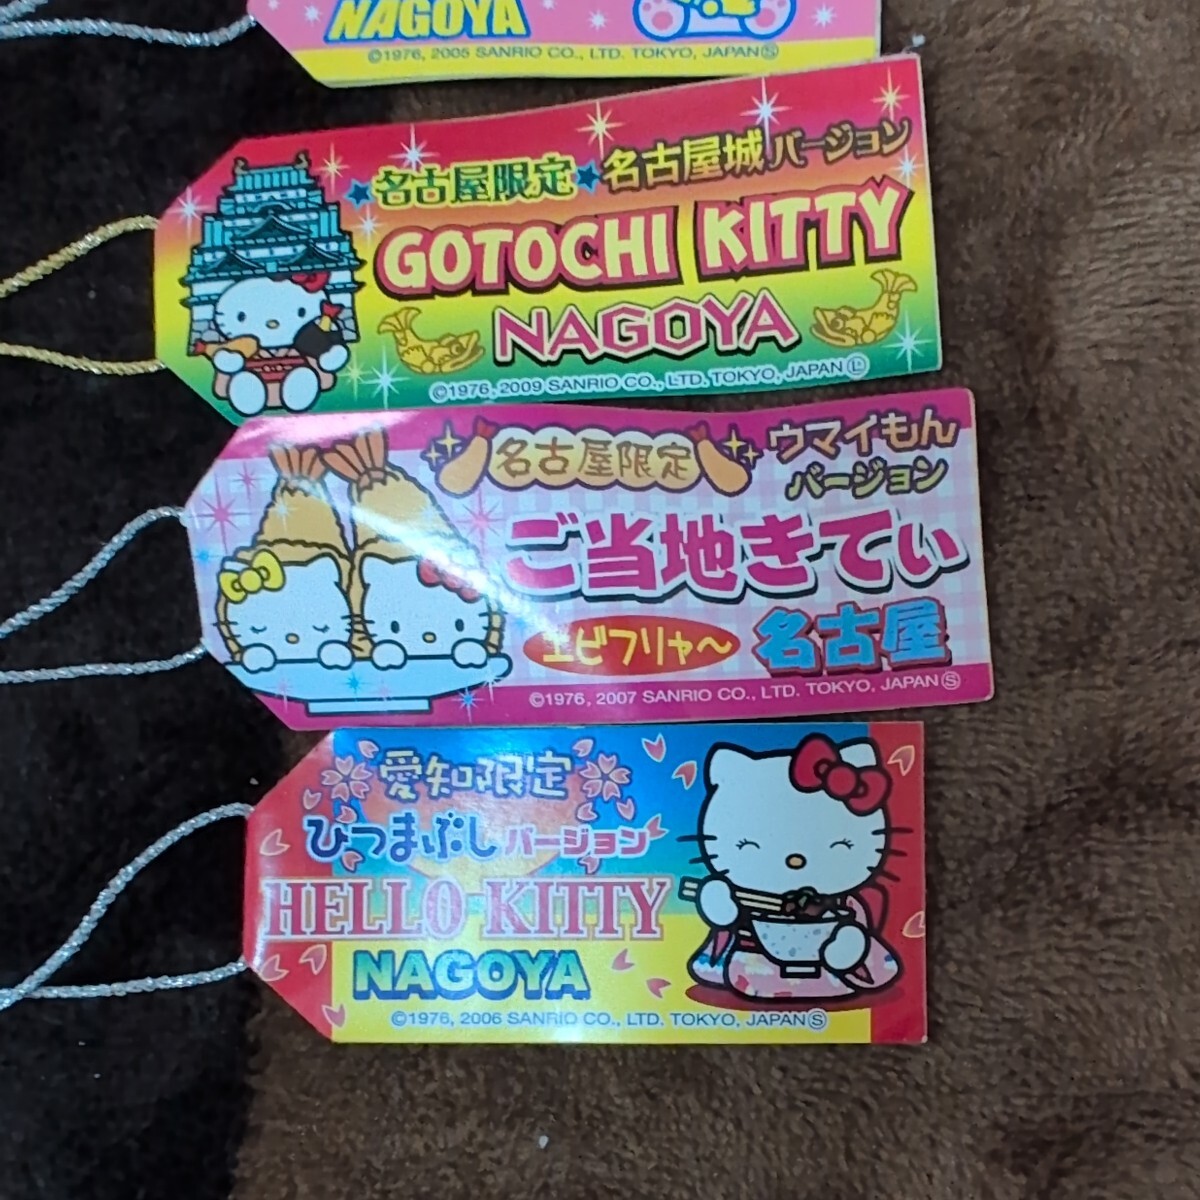 NAGOYA
©1976, 2005 SANRIO CO., LTD. TOKYO, JAPAN Ⓢ
★名古屋限定★名古屋城バージョン
GOTOCHI KITTY
NAGOYA
©1976, 2009 SANRIO CO., LTD. TOKYO, JAPAN Ⓛ
名古屋限定
ウマイもん
バージョン
ご当地きてぃ
エビフリャ〜
名古屋
©1976, 2007 SANRIO CO., LTD. TOKYO, JAPAN Ⓢ
愛知限定
ひつまぶしバージョン
HELLO KITTY
NAGOYA
©1976, 2006 SANRIO CO., LTD. TOKYO, JAPAN Ⓢ